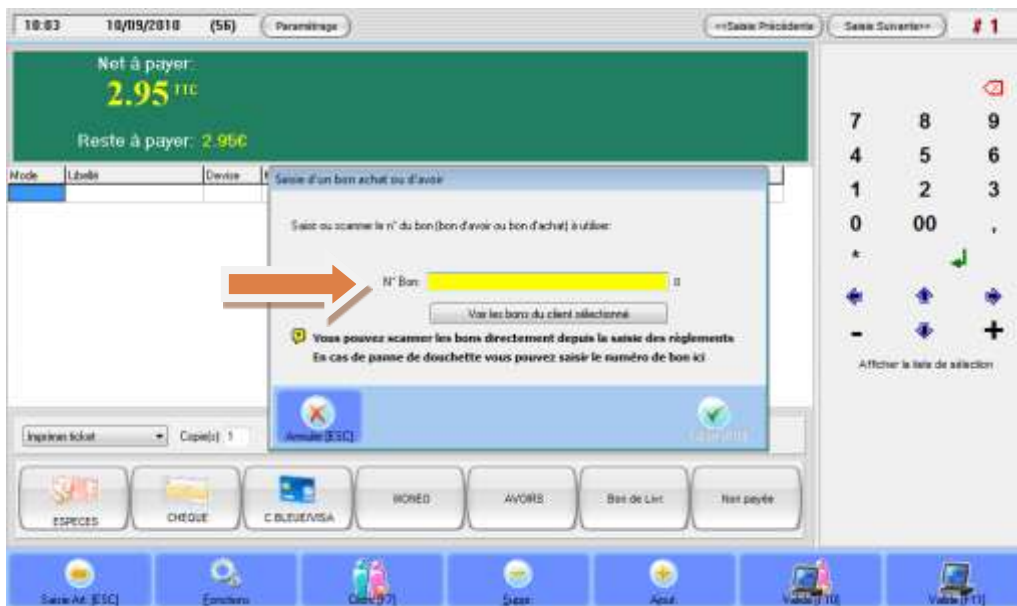 10:03 10/09/2010 (56) Paramétrage <<Saisie Précédente Saisie Suivante>> # 1
Net à payer:
2.95 TTC
Reste à payer: 2.95€
7 8 9
4 5 6
1 2 3
0 00 ,
*
- +
Afficher la liste de sélection
Mode Libellé Devise
Saisie d'un bon achat ou d'avoir
Saisir ou scanner le n° du bon (bon d'avoir ou bon d'achat) à utiliser:
N° Bon:
Voir les bons du client sélectionné
Vous pouvez scanner les bons directement depuis la saisie des règlements
En cas de panne de douchette vous pouvez saisir le numéro de bon ici
Annuler [ESC]
Imprimer ticket Copie(s) 1
ESPECES CHEQUE C.BLEUE/VISA MONEO AVOIRS Bon de Livr. Non payée
Saisie Art. [ESC] Fonctions Client [F7] Suppr. Ajout. Valide [F10] Valide [F11]